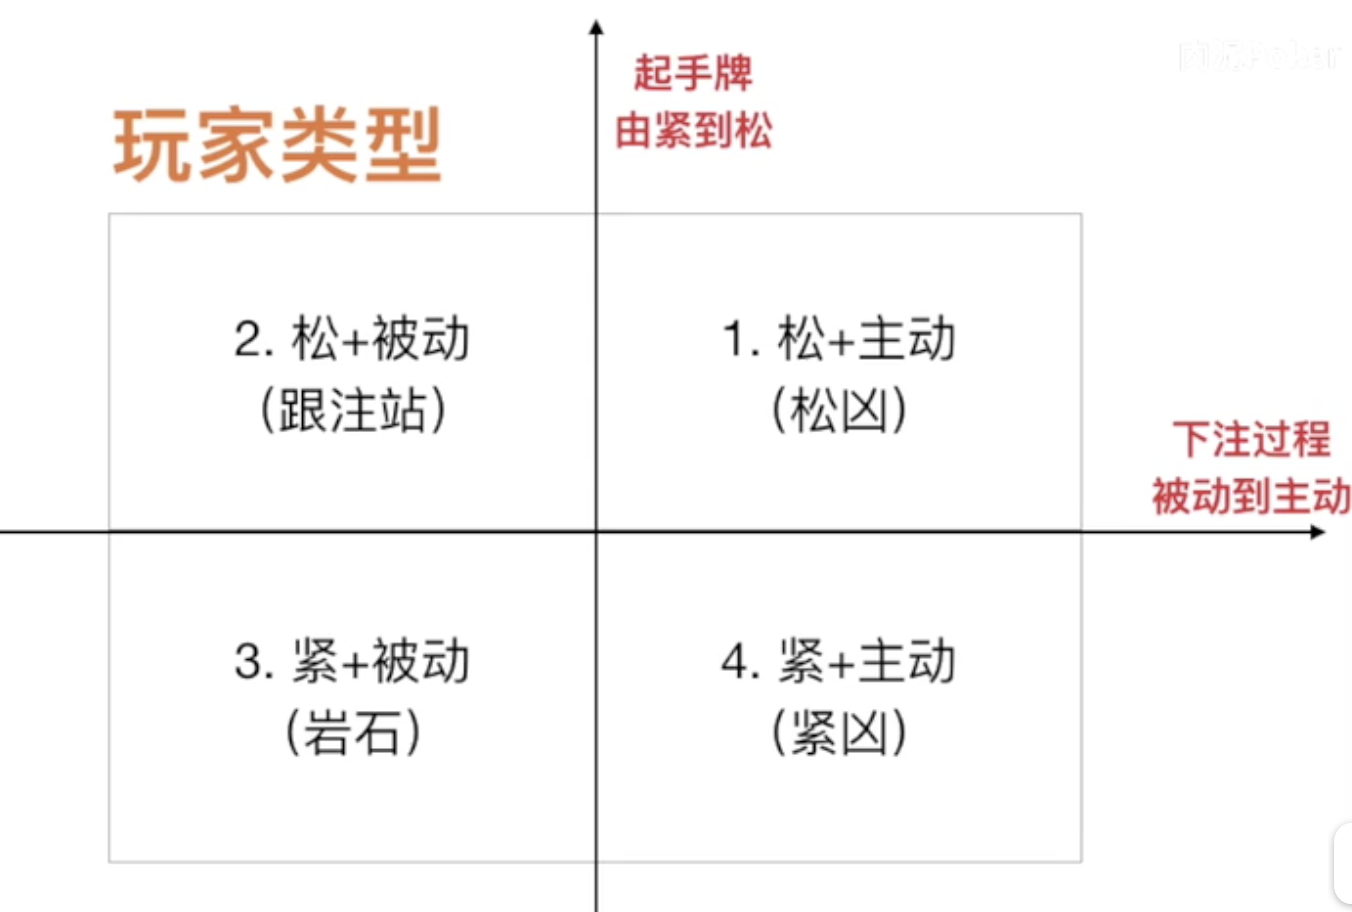 起手牌
由紧到松
玩家类型
2. 松+被动
(跟注站)
1. 松+主动
(松凶)
下注过程
被动到主动
3. 紧+被动
(岩石)
4. 紧+主动
(紧凶)